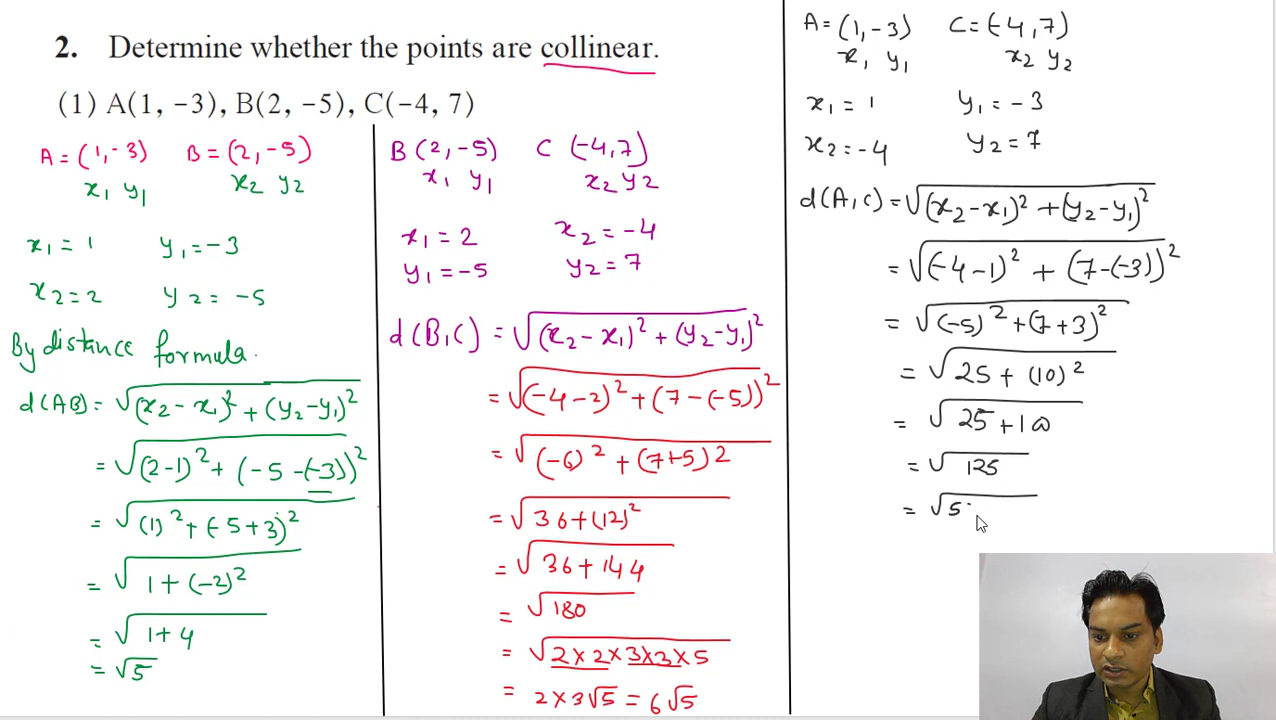 2. Determine whether the points are collinear.
(1) A(1, -3), B(2, -5), C(-4, 7)
A = (1, -3) B = (2, -5)
x₁ y₁ x₂ y₂
x₁ = 1 y₁ = -3
x₂ = 2 y₂ = -5
By distance formula.
d(AB) = √(x₂ - x₁)² + (y₂ - y₁)²
= √(2-1)² + (-5 - (-3))²
= √(1)² + (-5+3)²
= √1 + (-2)²
= √1+4
= √5
B (2, -5) C (-4, 7)
x₁ y₁ x₂ y₂
x₁ = 2 x₂ = -4
y₁ = -5 y₂ = 7
d(B,C) = √(x₂ - x₁)² + (y₂ - y₁)²
= √(-4-2)² + (7-(-5))²
= √(-6)² + (7+5)2
= √36+(12)²
= √36+144
= √180
= √2×2×3×3×5
= 2×3√5 = 6√5
A = (1, -3) C = (-4, 7)
x₁ y₁ x₂ y₂
x₁ = 1 y₁ = -3
x₂ = -4 y₂ = 7
d(A,C) = √(x₂ - x₁)² + (y₂ - y₁)²
= √(-4-1)² + (7-(-3))²
= √(-5)² + (7+3)²
= √25 + (10)²
= √25 + 100
= √125
= √5